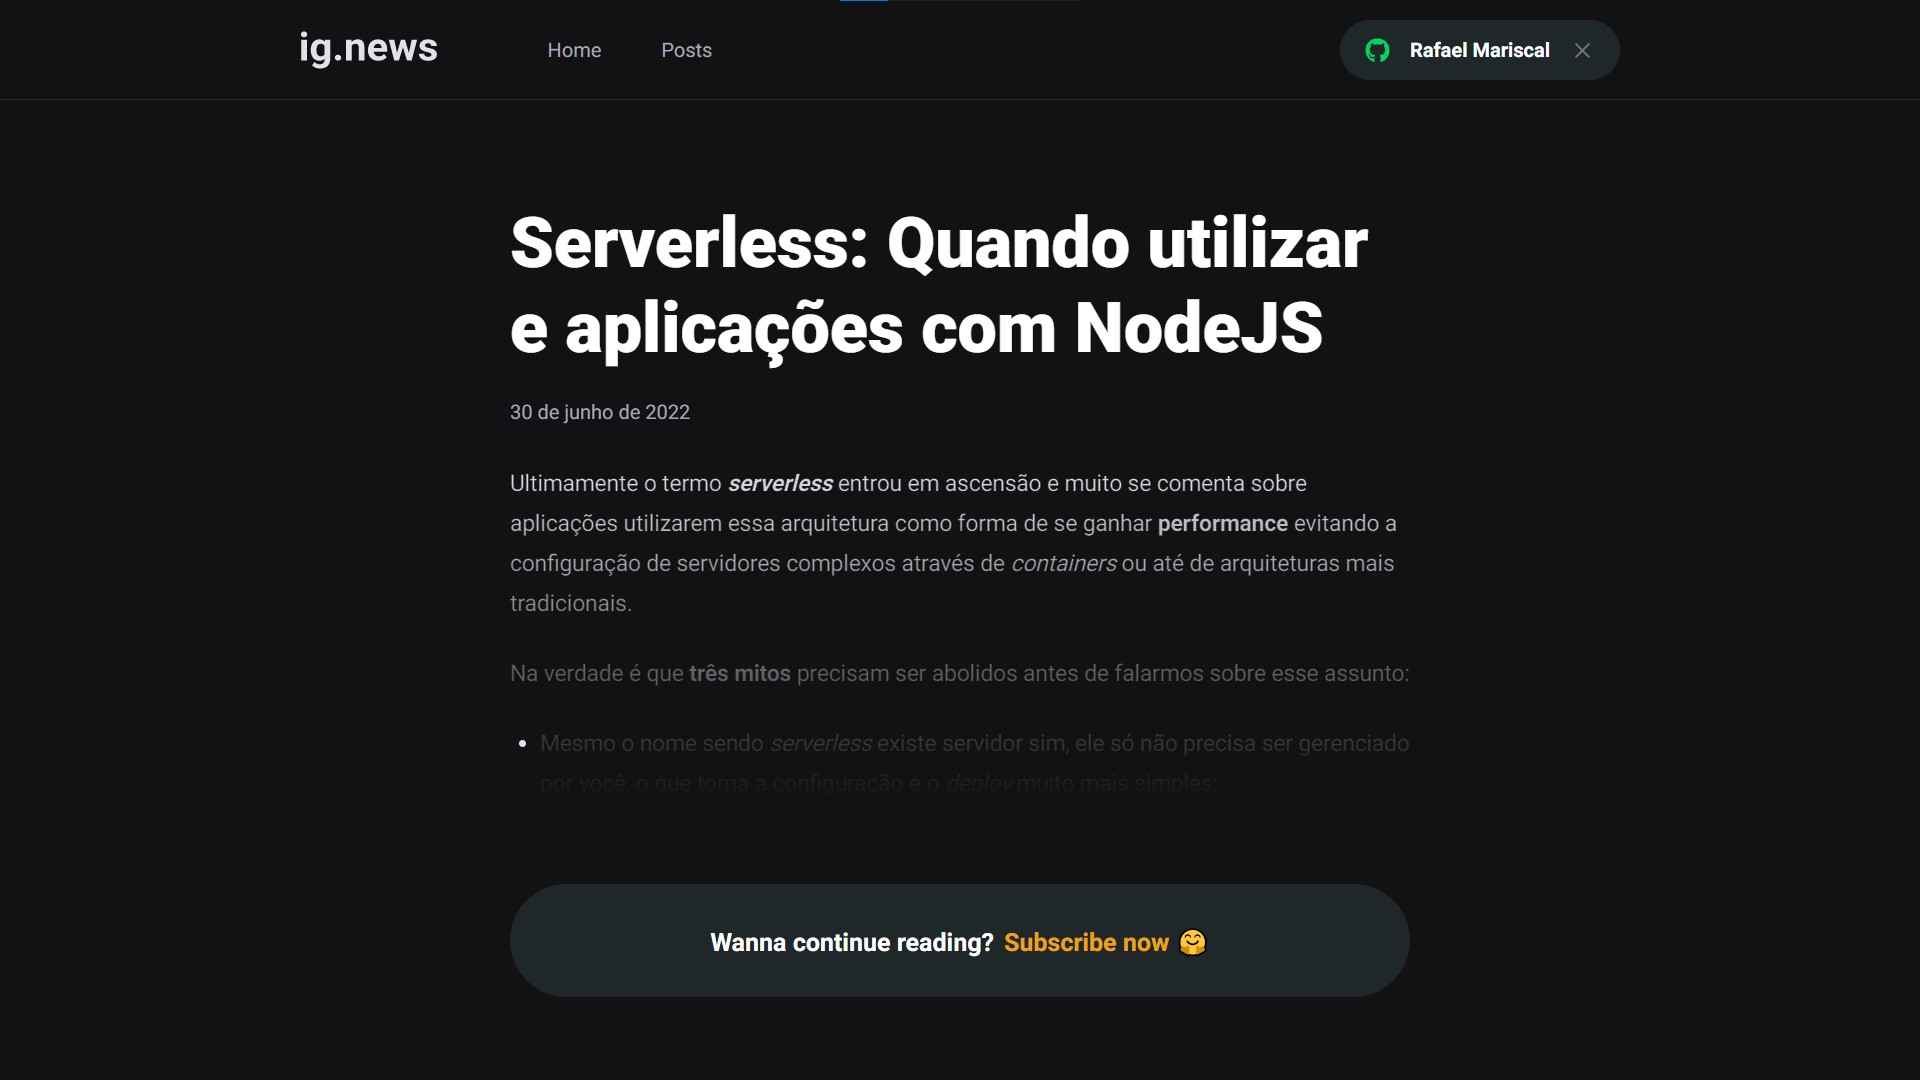 ig.news
Home
Posts
Rafael Mariscal
Serverless: Quando utilizar
e aplicações com NodeJS
30 de junho de 2022
Ultimamente o termo serverless entrou em ascensão e muito se comenta sobre
aplicações utilizarem essa arquitetura como forma de se ganhar performance evitando a
configuração de servidores complexos através de containers ou até de arquiteturas mais
tradicionais.
Na verdade é que três mitos precisam ser abolidos antes de falarmos sobre esse assunto:
Mesmo o nome sendo serverless existe servidor sim, ele só não precisa ser gerenciado
por você, o que torna a configuração e o deploy muito mais simples;
Wanna continue reading? Subscribe now 🤗